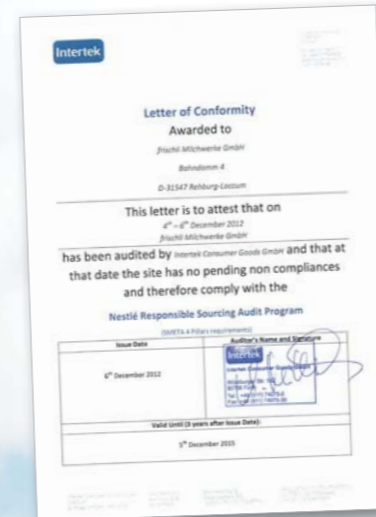 Intertek
Letter of Conformity
Awarded to
frischli Milchwerke GmbH
Bahndamm 4
D-31547 Rehburg-Loccum
This letter is to attest that on
4th – 6th December 2012
frischli Milchwerke GmbH
has been audited by Intertek Consumer Goods GmbH and that at
that date the site has no pending non compliances
and therefore comply with the
Nestlé Responsible Sourcing Audit Program
(SMETA 4 Pillars requirements)
Issue Date
Auditor's Name and Signature
6th December 2012
Intertek
Intertek Consumer Goods GmbH
Valid Until (3 years after Issue Date):
5th December 2015